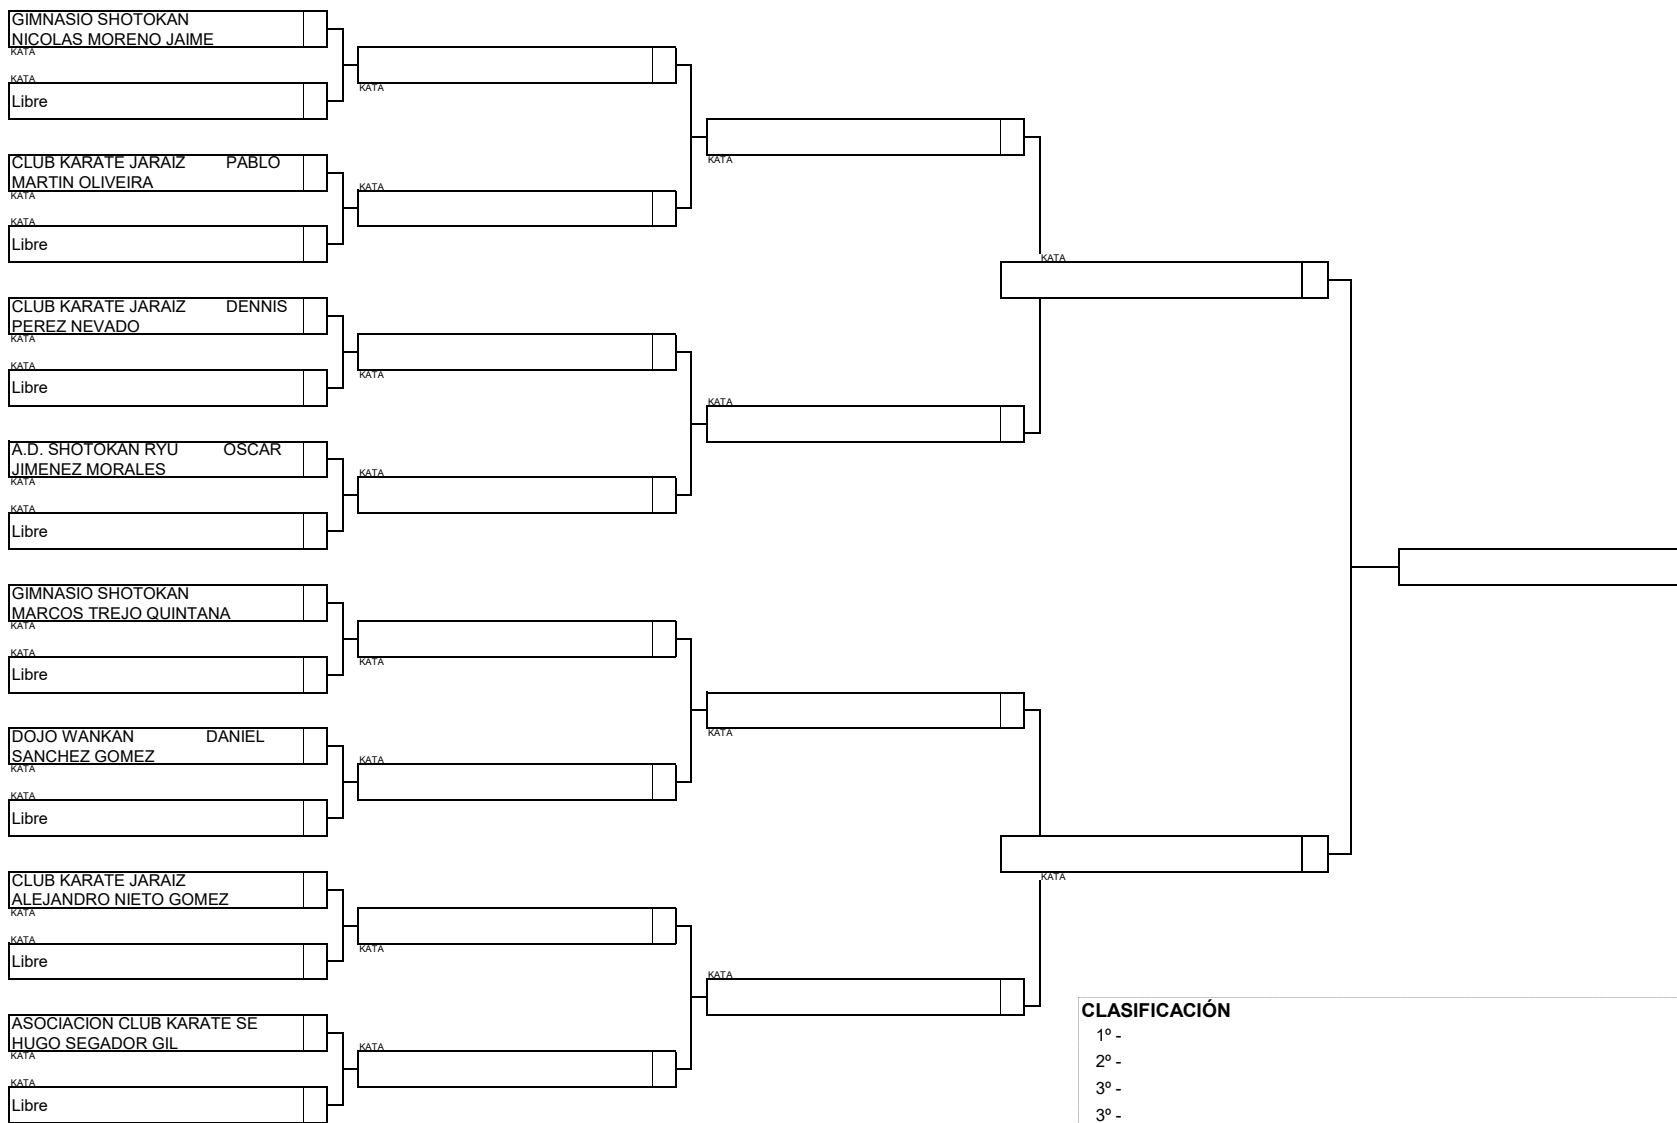 GIMNASIO SHOTOKAN
NICOLAS MORENO JAIME
KATA
KATA
Libre
CLUB KARATE JARAIZ PABLO
MARTIN OLIVEIRA
KATA
KATA
Libre
CLUB KARATE JARAIZ DENNIS
PEREZ NEVADO
KATA
KATA
Libre
A.D. SHOTOKAN RYU OSCAR
JIMENEZ MORALES
KATA
KATA
Libre
GIMNASIO SHOTOKAN
MARCOS TREJO QUINTANA
KATA
KATA
Libre
DOJO WANKAN DANIEL
SANCHEZ GOMEZ
KATA
KATA
Libre
CLUB KARATE JARAIZ
ALEJANDRO NIETO GOMEZ
KATA
KATA
Libre
ASOCIACION CLUB KARATE SE
HUGO SEGADOR GIL
KATA
KATA
Libre
KATA
KATA
KATA
KATA
KATA
KATA
KATA
KATA
KATA
KATA
KATA
KATA
KATA
KATA
CLASIFICACIÓN
1º -
2º -
3º -
3º -